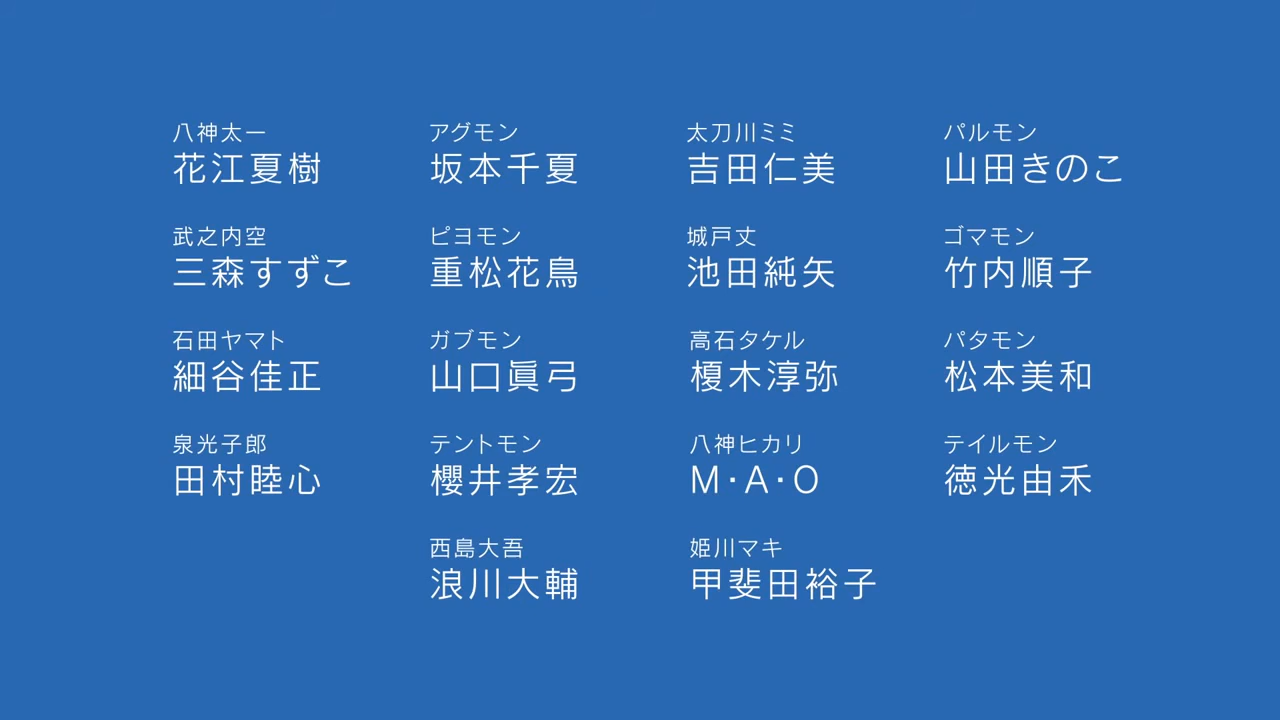 八神太一
花江夏樹
アグモン
坂本千夏
太刀川ミミ
吉田仁美
パルモン
山田きのこ
武之内空
三森すずこ
ピヨモン
重松花鳥
城戸丈
池田純矢
ゴマモン
竹内順子
石田ヤマト
細谷佳正
ガブモン
山口眞弓
高石タケル
榎木淳弥
パタモン
松本美和
泉光子郎
田村睦心
テントモン
櫻井孝宏
八神ヒカリ
M・A・O
テイルモン
徳光由禾
西島大吾
浪川大輔
姫川マキ
甲斐田裕子